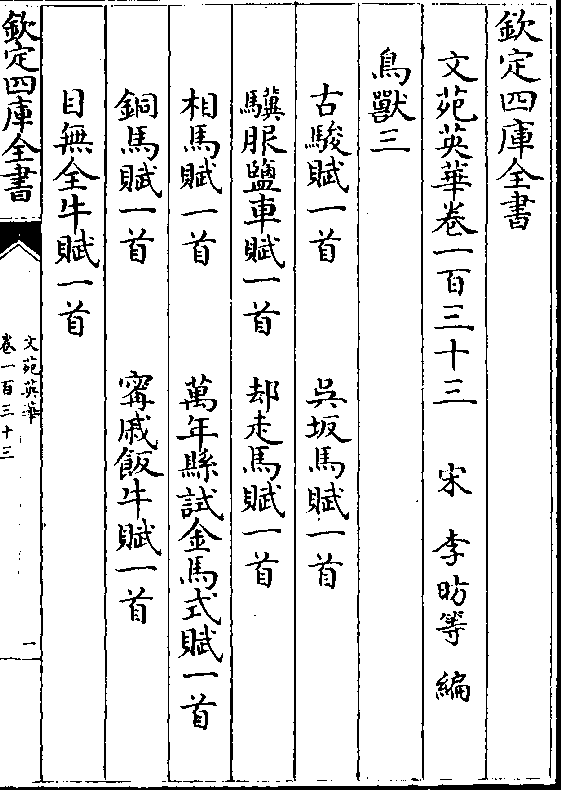 欽定四庫全書
文苑英華卷一百三十三 宋 李昉等 編
鳥獸三
古駿賦一首 吳坂馬賦一首
驥服鹽車賦一首 却走馬賦一首
相馬賦一首 萬年縣試金馬式賦一首
銅馬賦一首 甯戚飯牛賦一首
目無全牛賦一首
欽定四庫全書
文苑英華
卷一百三十三
一